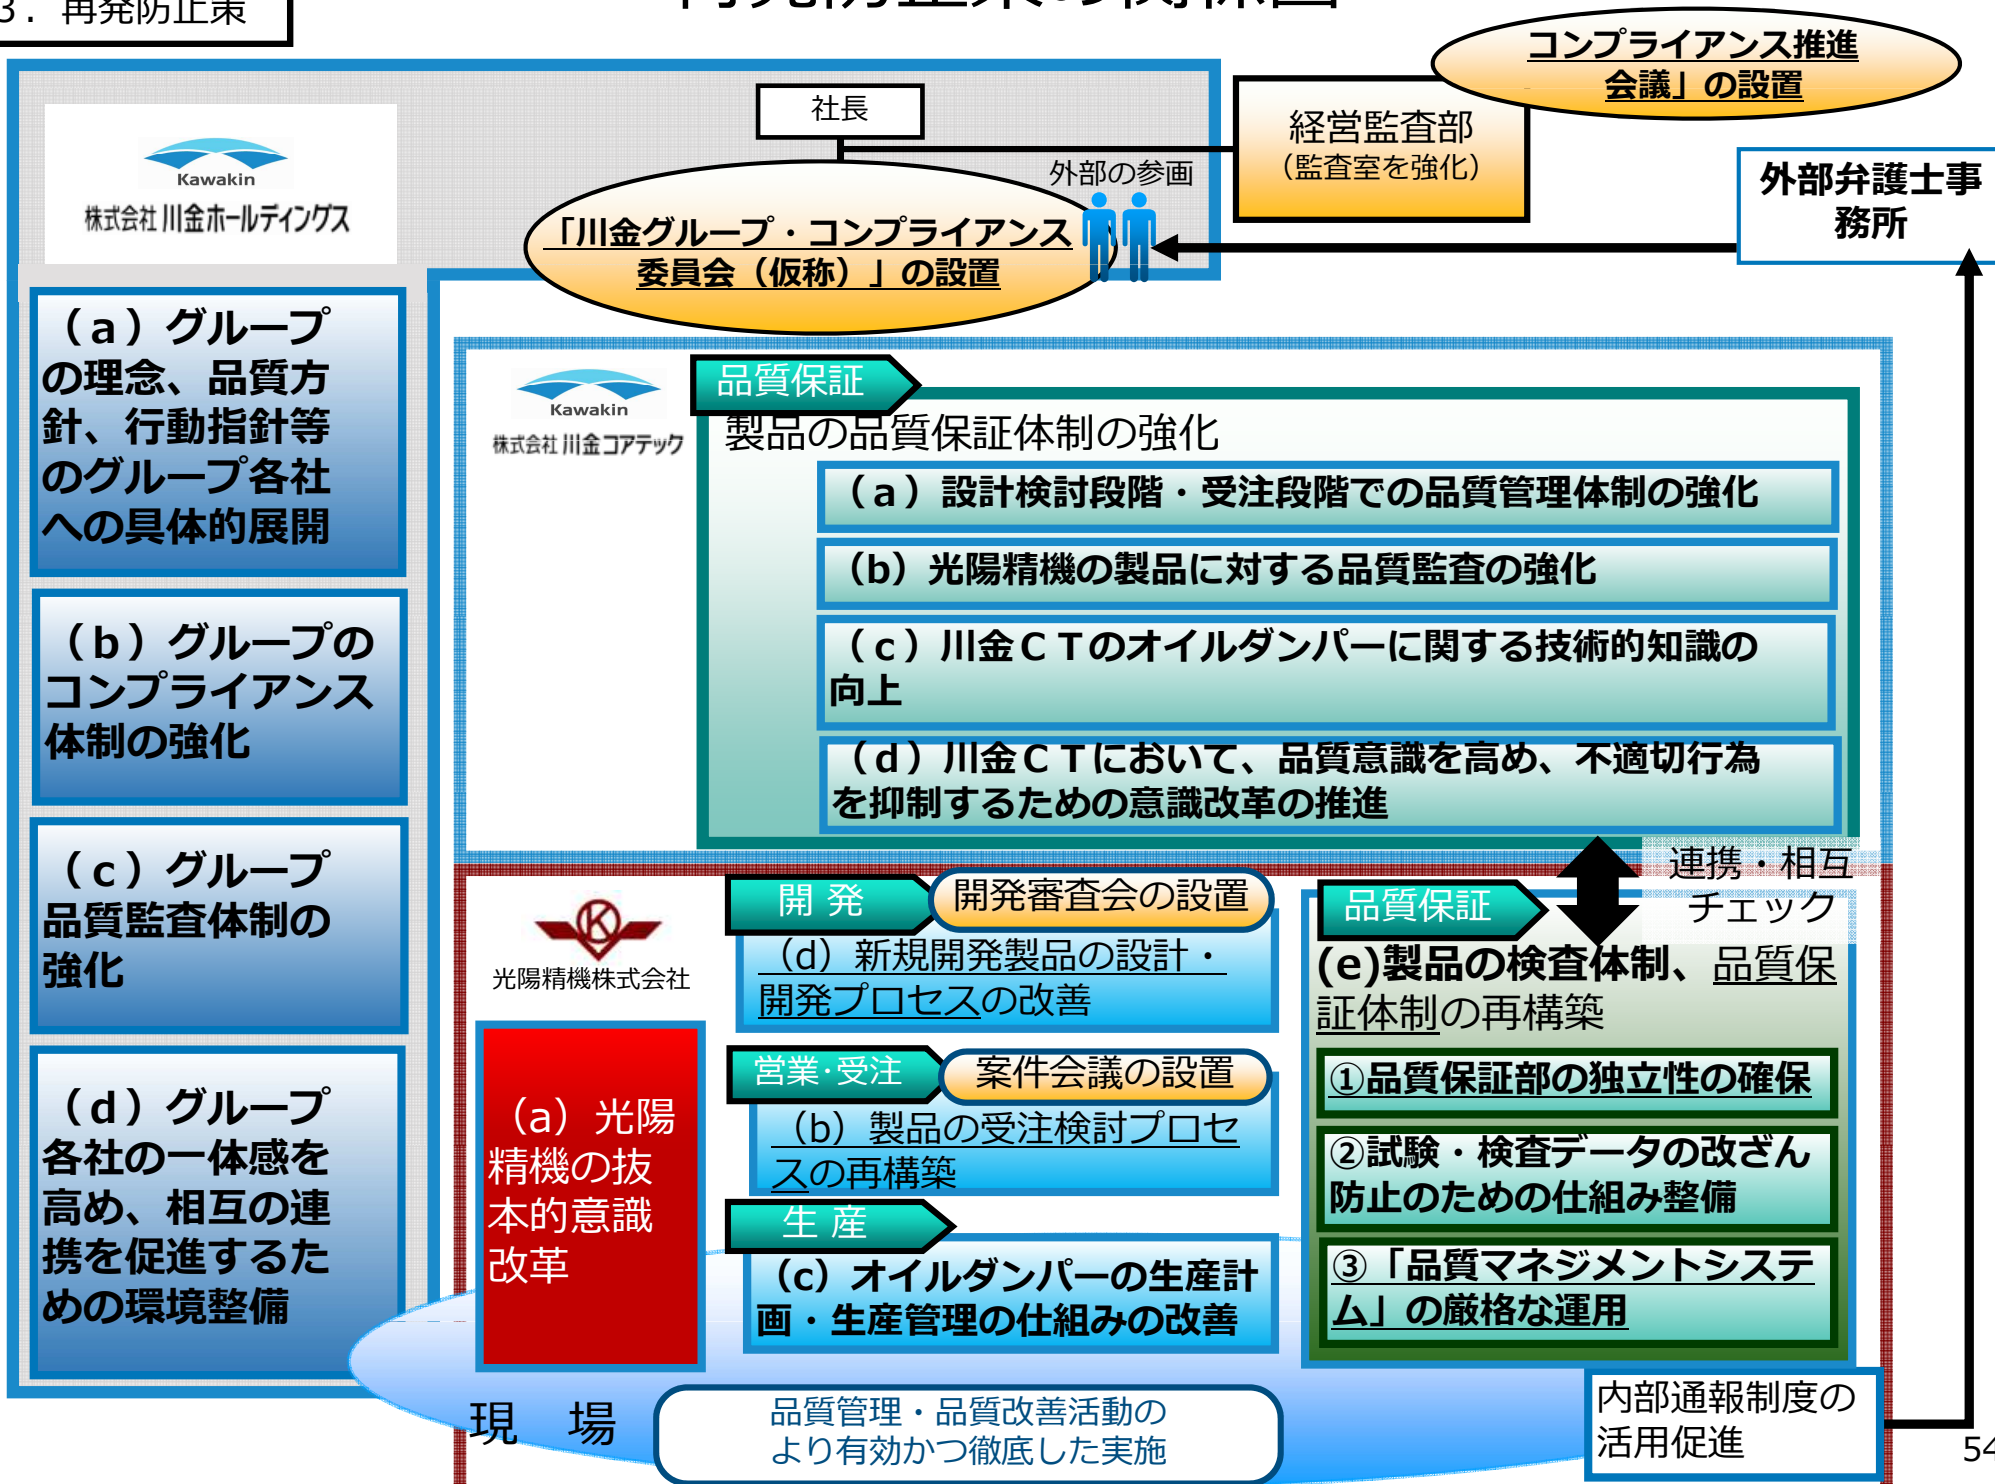 3．再発防止策
再発防止策の関係図
コンプライアンス推進
会議」の設置
社長
経営監査部
（監査室を強化）
外部の参画
外部弁護士事
務所
Kawakin
株式会社 川金ホールディングス
「川金グループ・コンプライアンス
委員会（仮称）」の設置
（a）グループ
の理念、品質方
針、行動指針等
のグループ各社
への具体的展開
（b）グループの
コンプライアンス
体制の強化
（c）グループ
品質監査体制の
強化
（d）グループ
各社の一体感を
高め、相互の連
携を促進するた
めの環境整備
Kawakin
株式会社 川金コアテック
品質保証
製品の品質保証体制の強化
（a）設計検討段階・受注段階での品質管理体制の強化
（b）光陽精機の製品に対する品質監査の強化
（c）川金ＣＴのオイルダンパーに関する技術的知識の
向上
（d）川金ＣＴにおいて、品質意識を高め、不適切行為
を抑制するための意識改革の推進
連携・相互
チェック
K
光陽精機株式会社
（a）光陽
精機の抜
本的意識
改革
開 発
開発審査会の設置
（d）新規開発製品の設計・
開発プロセスの改善
営業･受注
案件会議の設置
（b）製品の受注検討プロセ
スの再構築
生 産
（c）オイルダンパーの生産計
画・生産管理の仕組みの改善
品質保証
(e)製品の検査体制、品質保
証体制の再構築
①品質保証部の独立性の確保
②試験・検査データの改ざん
防止のための仕組み整備
③「品質マネジメントシステ
ム」の厳格な運用
現 場
品質管理・品質改善活動の
より有効かつ徹底した実施
内部通報制度の
活用促進
54